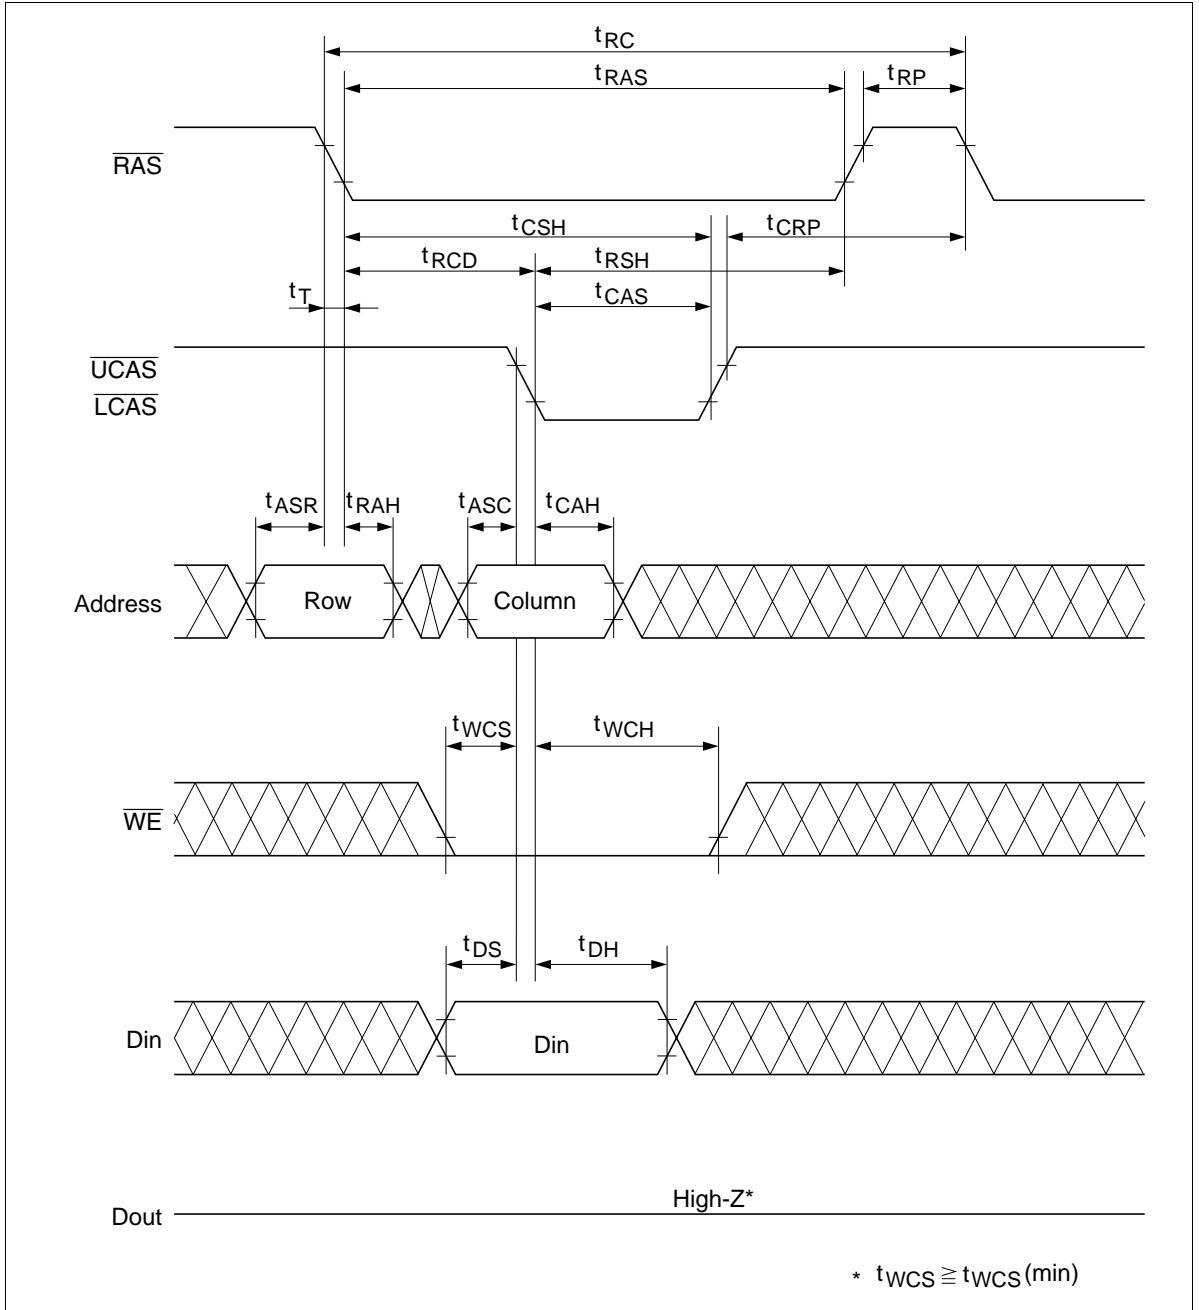 tRC
tRAS
tRP
RAS
tCSH
tCRP
tRCD
tRSH
tT
tCAS
UCAS
LCAS
tASR
tRAH
tASC
tCAH
Address
Row
Column
tWCS
tWCH
WE
tDS
tDH
Din
Din
High-Z*
Dout
* tWCS ≧ tWCS(min)